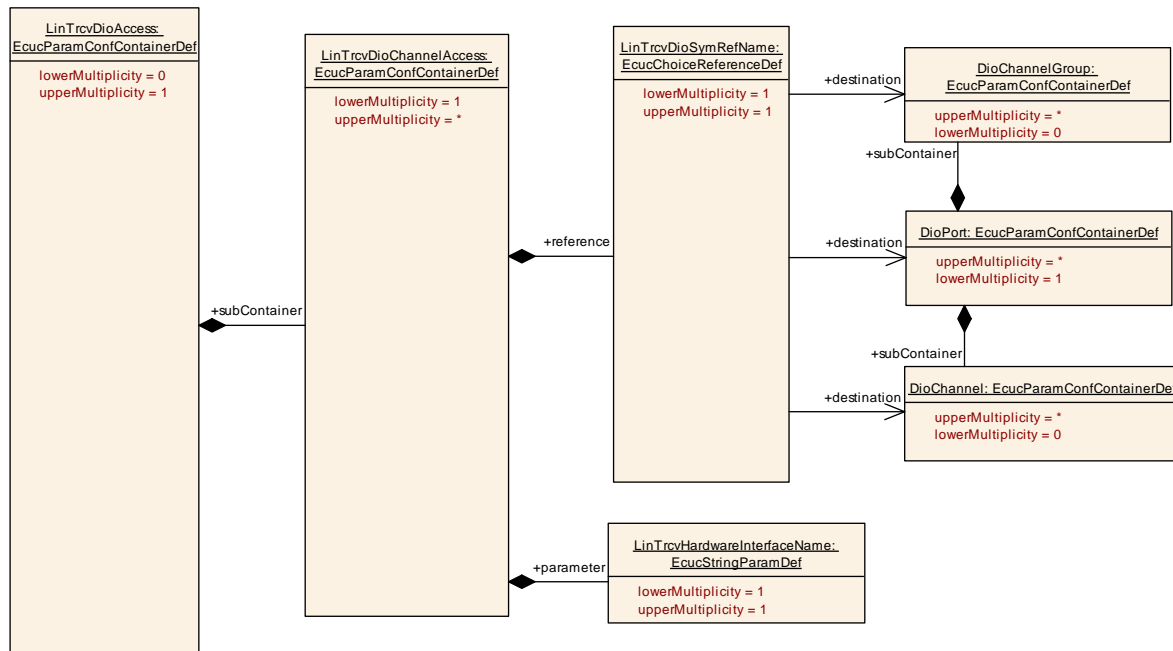 LinTrcvDioAccess:
EcucParamConfContainerDef
lowerMultiplicity = 0
upperMultiplicity = 1
+subContainer
LinTrcvDioChannelAccess:
EcucParamConfContainerDef
lowerMultiplicity = 1
upperMultiplicity = *
+reference
+parameter
LinTrcvDioSymRefName:
EcucChoiceReferenceDef
lowerMultiplicity = 1
upperMultiplicity = 1
+destination
+destination
+destination
LinTrcvHardwareInterfaceName:
EcucStringParamDef
lowerMultiplicity = 1
upperMultiplicity = 1
DioChannelGroup:
EcucParamConfContainerDef
upperMultiplicity = *
lowerMultiplicity = 0
+subContainer
DioPort: EcucParamConfContainerDef
upperMultiplicity = *
lowerMultiplicity = 1
+subContainer
DioChannel: EcucParamConfContainerDef
upperMultiplicity = *
lowerMultiplicity = 0